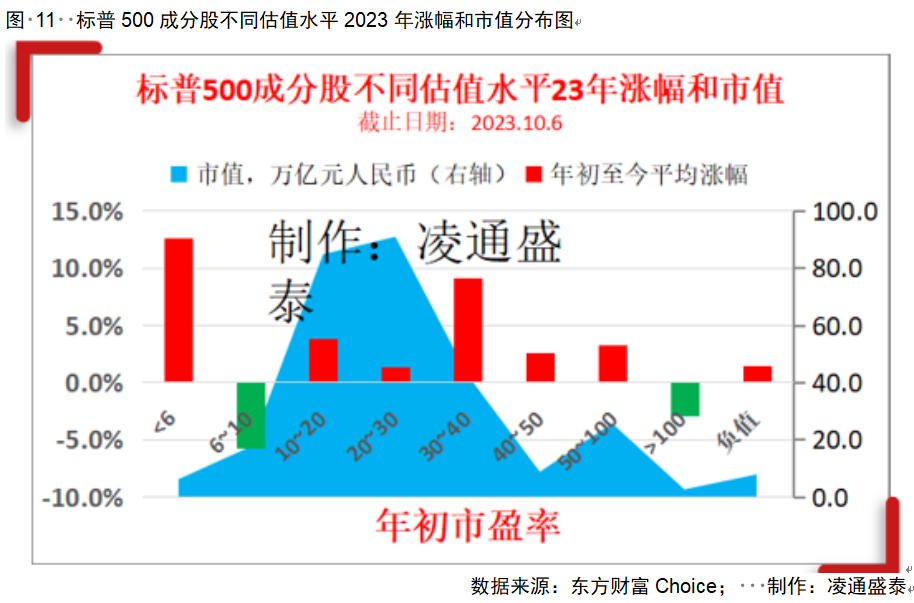 图 11 标普 500 成分股不同估值水平 2023 年涨幅和市值分布图
标普500成分股不同估值水平23年涨幅和市值
截止日期：2023.10.6
市值，万亿元人民币（右轴） 年初至今平均涨幅
15.0% 100.0
制作：凌通盛
10.0% 80.0
泰
5.0% 60.0
0.0% 40.0
<6 6~10 10~20 20~30 30~40 40~50 50~100 >100 负值
-5.0% 20.0
-10.0% 0.0
年初市盈率
数据来源：东方财富 Choice； 制作：凌通盛泰